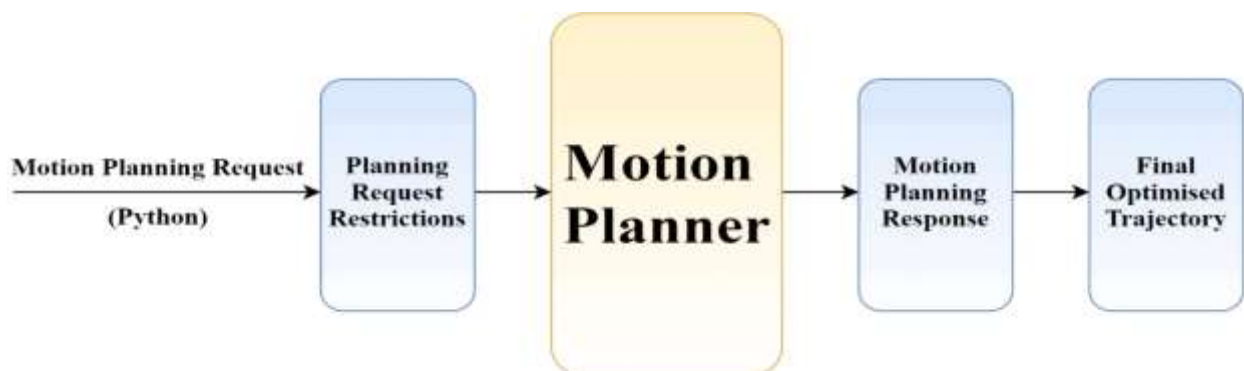 Motion Planning Request
(Python)
Planning
Request
Restrictions
Motion
Planner
Motion
Planning
Response
Final
Optimised
Trajectory